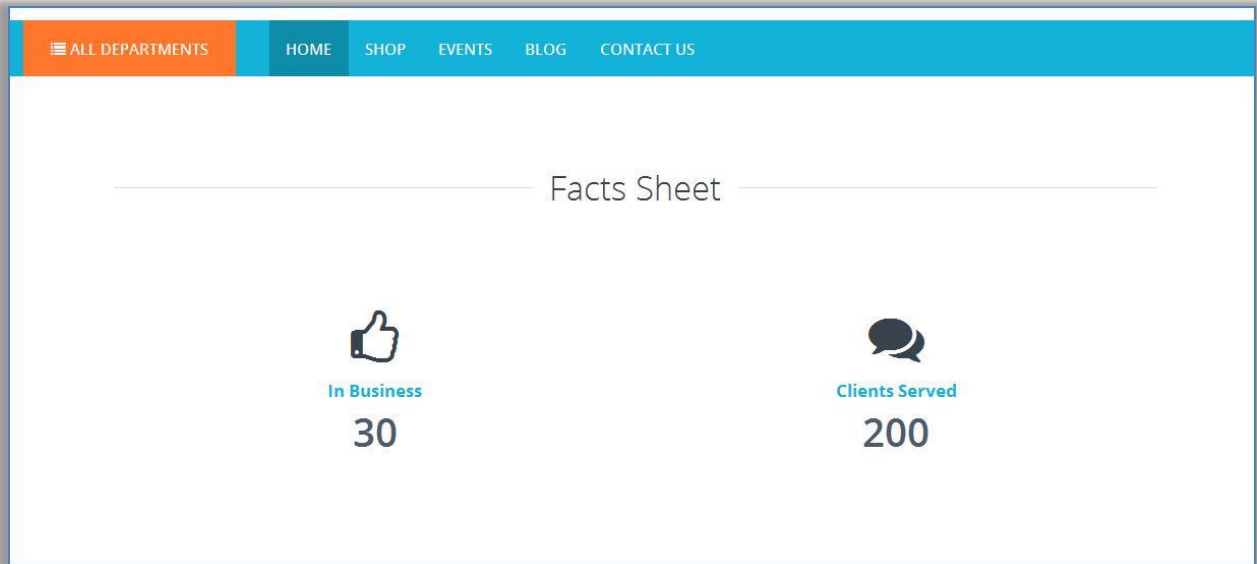 ALL DEPARTMENTS HOME SHOP EVENTS BLOG CONTACT US
Facts Sheet
In Business Clients Served
30 200